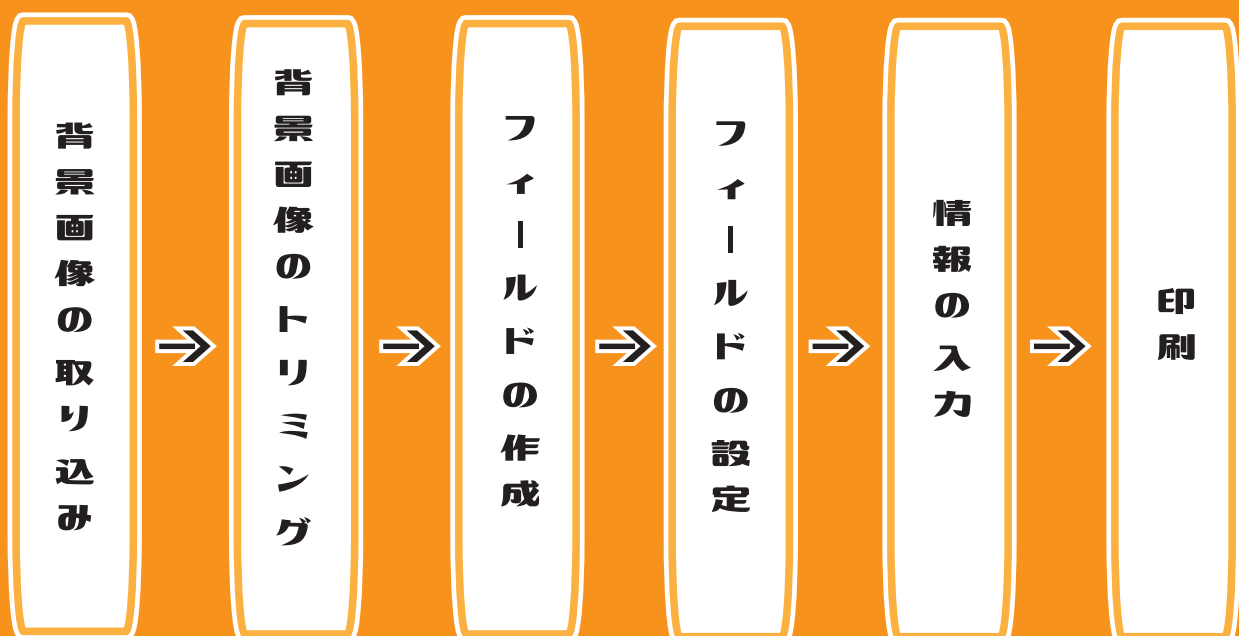 背景画像の取り込み
背景画像のトリミング
フィールドの作成
フィールドの設定
情報の入力
印刷